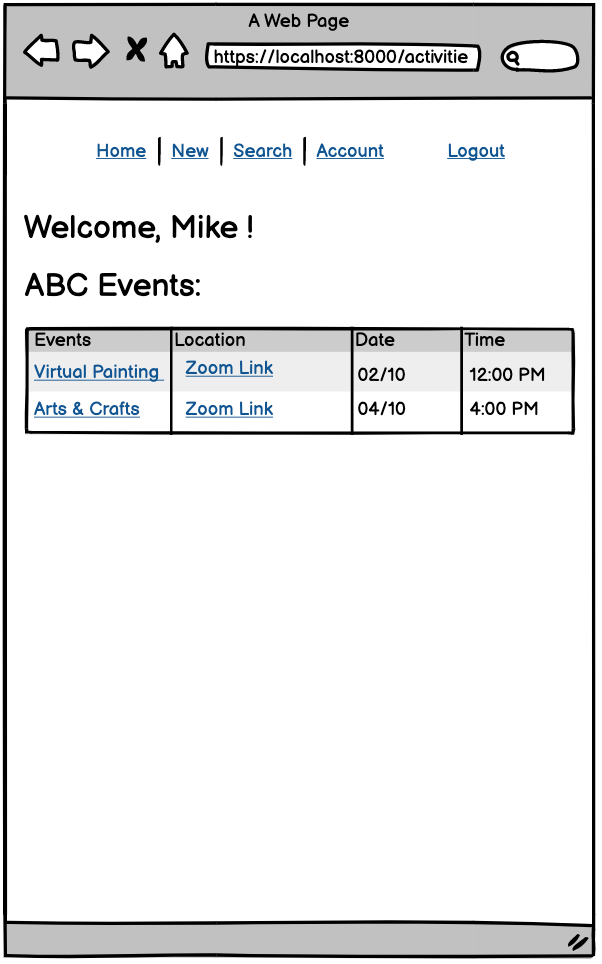 A Web Page
https://localhost:8000/activitie
Home New Search Account Logout
Welcome, Mike !
ABC Events:
Events Location Date Time
Virtual Painting Zoom Link 02/10 12:00 PM
Arts & Crafts Zoom Link 04/10 4:00 PM